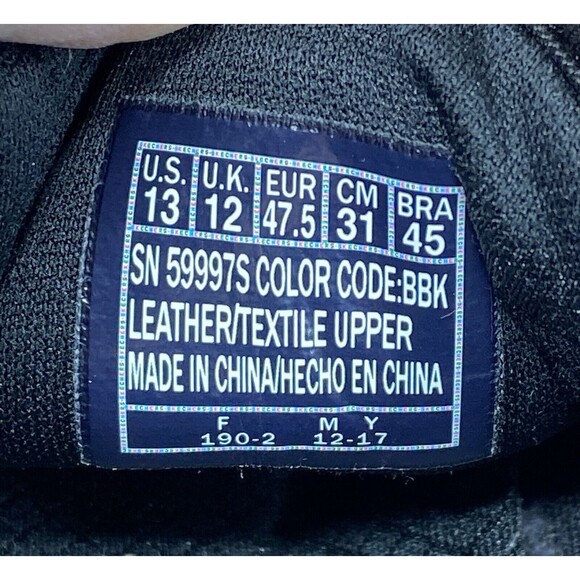 U.S. U.K. EUR CM BRA
13 12 47.5 31 45
SN 59997S COLOR CODE:BBK
LEATHER/TEXTILE UPPER
MADE IN CHINA/HECHO EN CHINA
F M Y
190-2 12-17